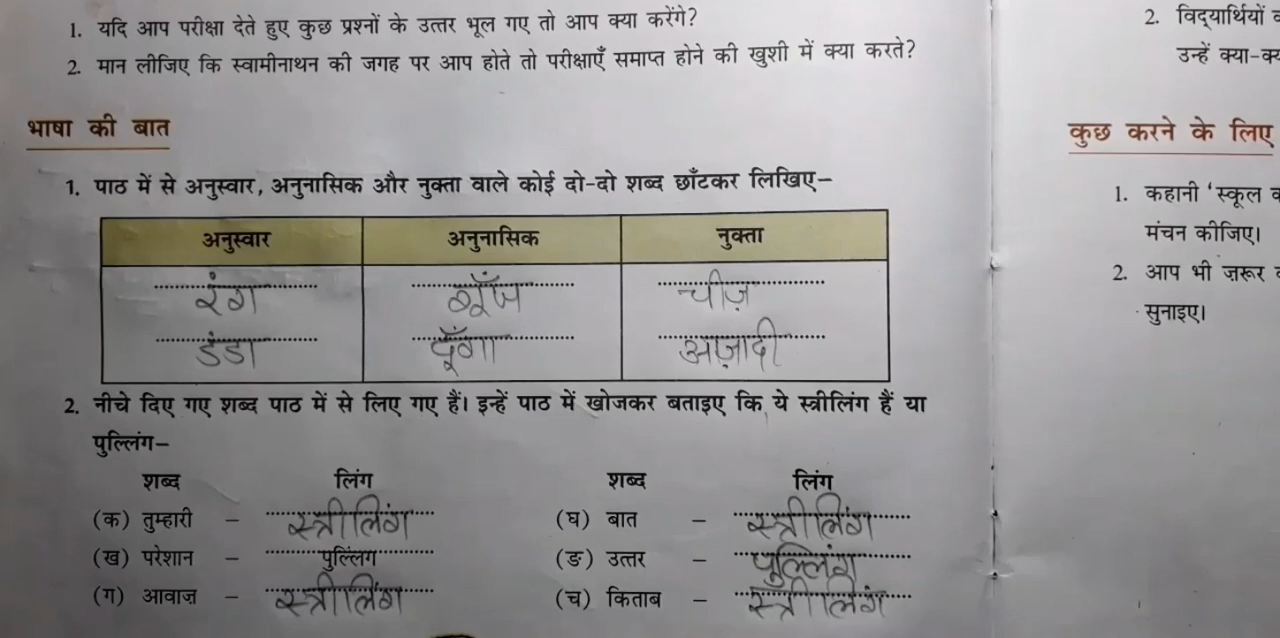 1. यदि आप परीक्षा देते हुए कुछ प्रश्नों के उत्तर भूल गए तो आप क्या करेंगे?
2. मान लीजिए कि स्वामीनाथन की जगह पर आप होते तो परीक्षाएँ समाप्त होने की खुशी में क्या करते?
भाषा की बात
1. पाठ में से अनुस्वार, अनुनासिक और नुक्ता वाले कोई दो-दो शब्द छाँटकर लिखिए–
अनुस्वार अनुनासिक नुक्ता
रंग चीज़
डंडा आज़ादी
2. नीचे दिए गए शब्द पाठ में से लिए गए हैं। इन्हें पाठ में खोजकर बताइए कि ये स्त्रीलिंग हैं या
पुल्लिंग–
शब्द लिंग शब्द लिंग
(क) तुम्हारी – स्त्रीलिंग (घ) बात – स्त्रीलिंग
(ख) परेशान – पुल्लिंग (ङ) उत्तर – पुल्लिंग
(ग) आवाज़ – स्त्रीलिंग (च) किताब – स्त्रीलिंग
2. विद्यार्थियों
उन्हें क्या-
कुछ करने के लिए
1. कहानी 'स्कूल
मंचन कीजिए।
2. आप भी ज़रूर
सुनाइए।